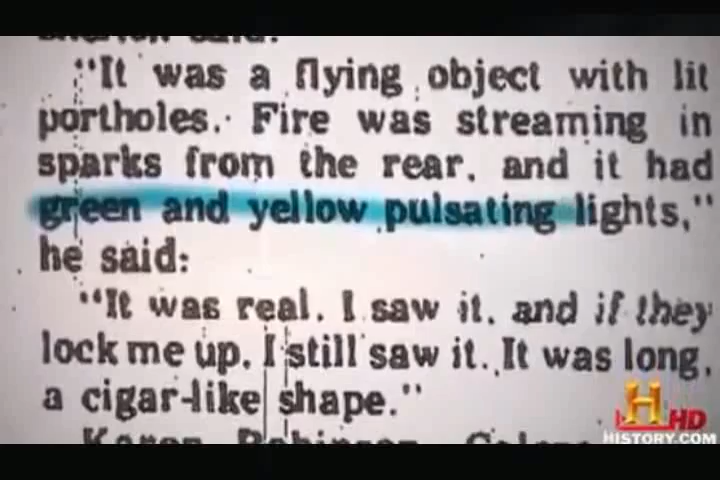 said.
"It was a flying object with lit
portholes. Fire was streaming in
sparks from the rear, and it had
green and yellow pulsating lights,"
he said:
"It was real. I saw it, and if they
lock me up, I still saw it. It was long,
a cigar-like shape."
H HD
HISTORY.COM